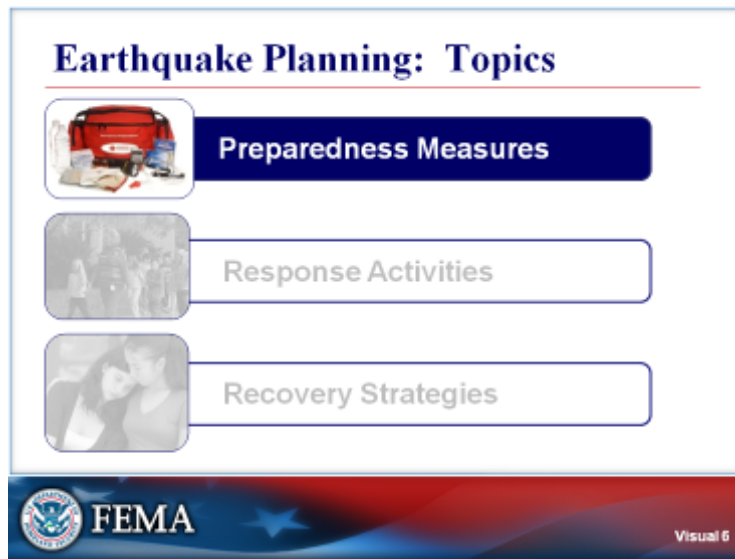 Earthquake Planning: Topics
Preparedness Measures
Response Activities
Recovery Strategies
FEMA
Visual 6